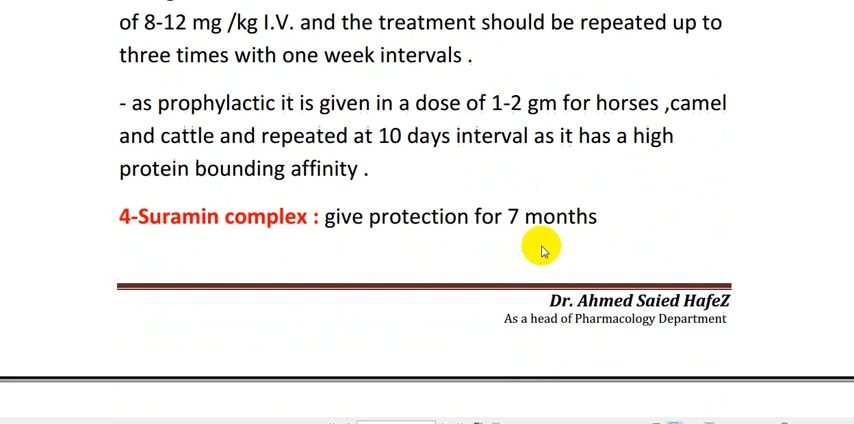 of 8-12 mg /kg I.V. and the treatment should be repeated up to
three times with one week intervals .
- as prophylactic it is given in a dose of 1-2 gm for horses ,camel
and cattle and repeated at 10 days interval as it has a high
protein bounding affinity .
4-Suramin complex : give protection for 7 months
Dr. Ahmed Saied HafeZ
As a head of Pharmacology Department